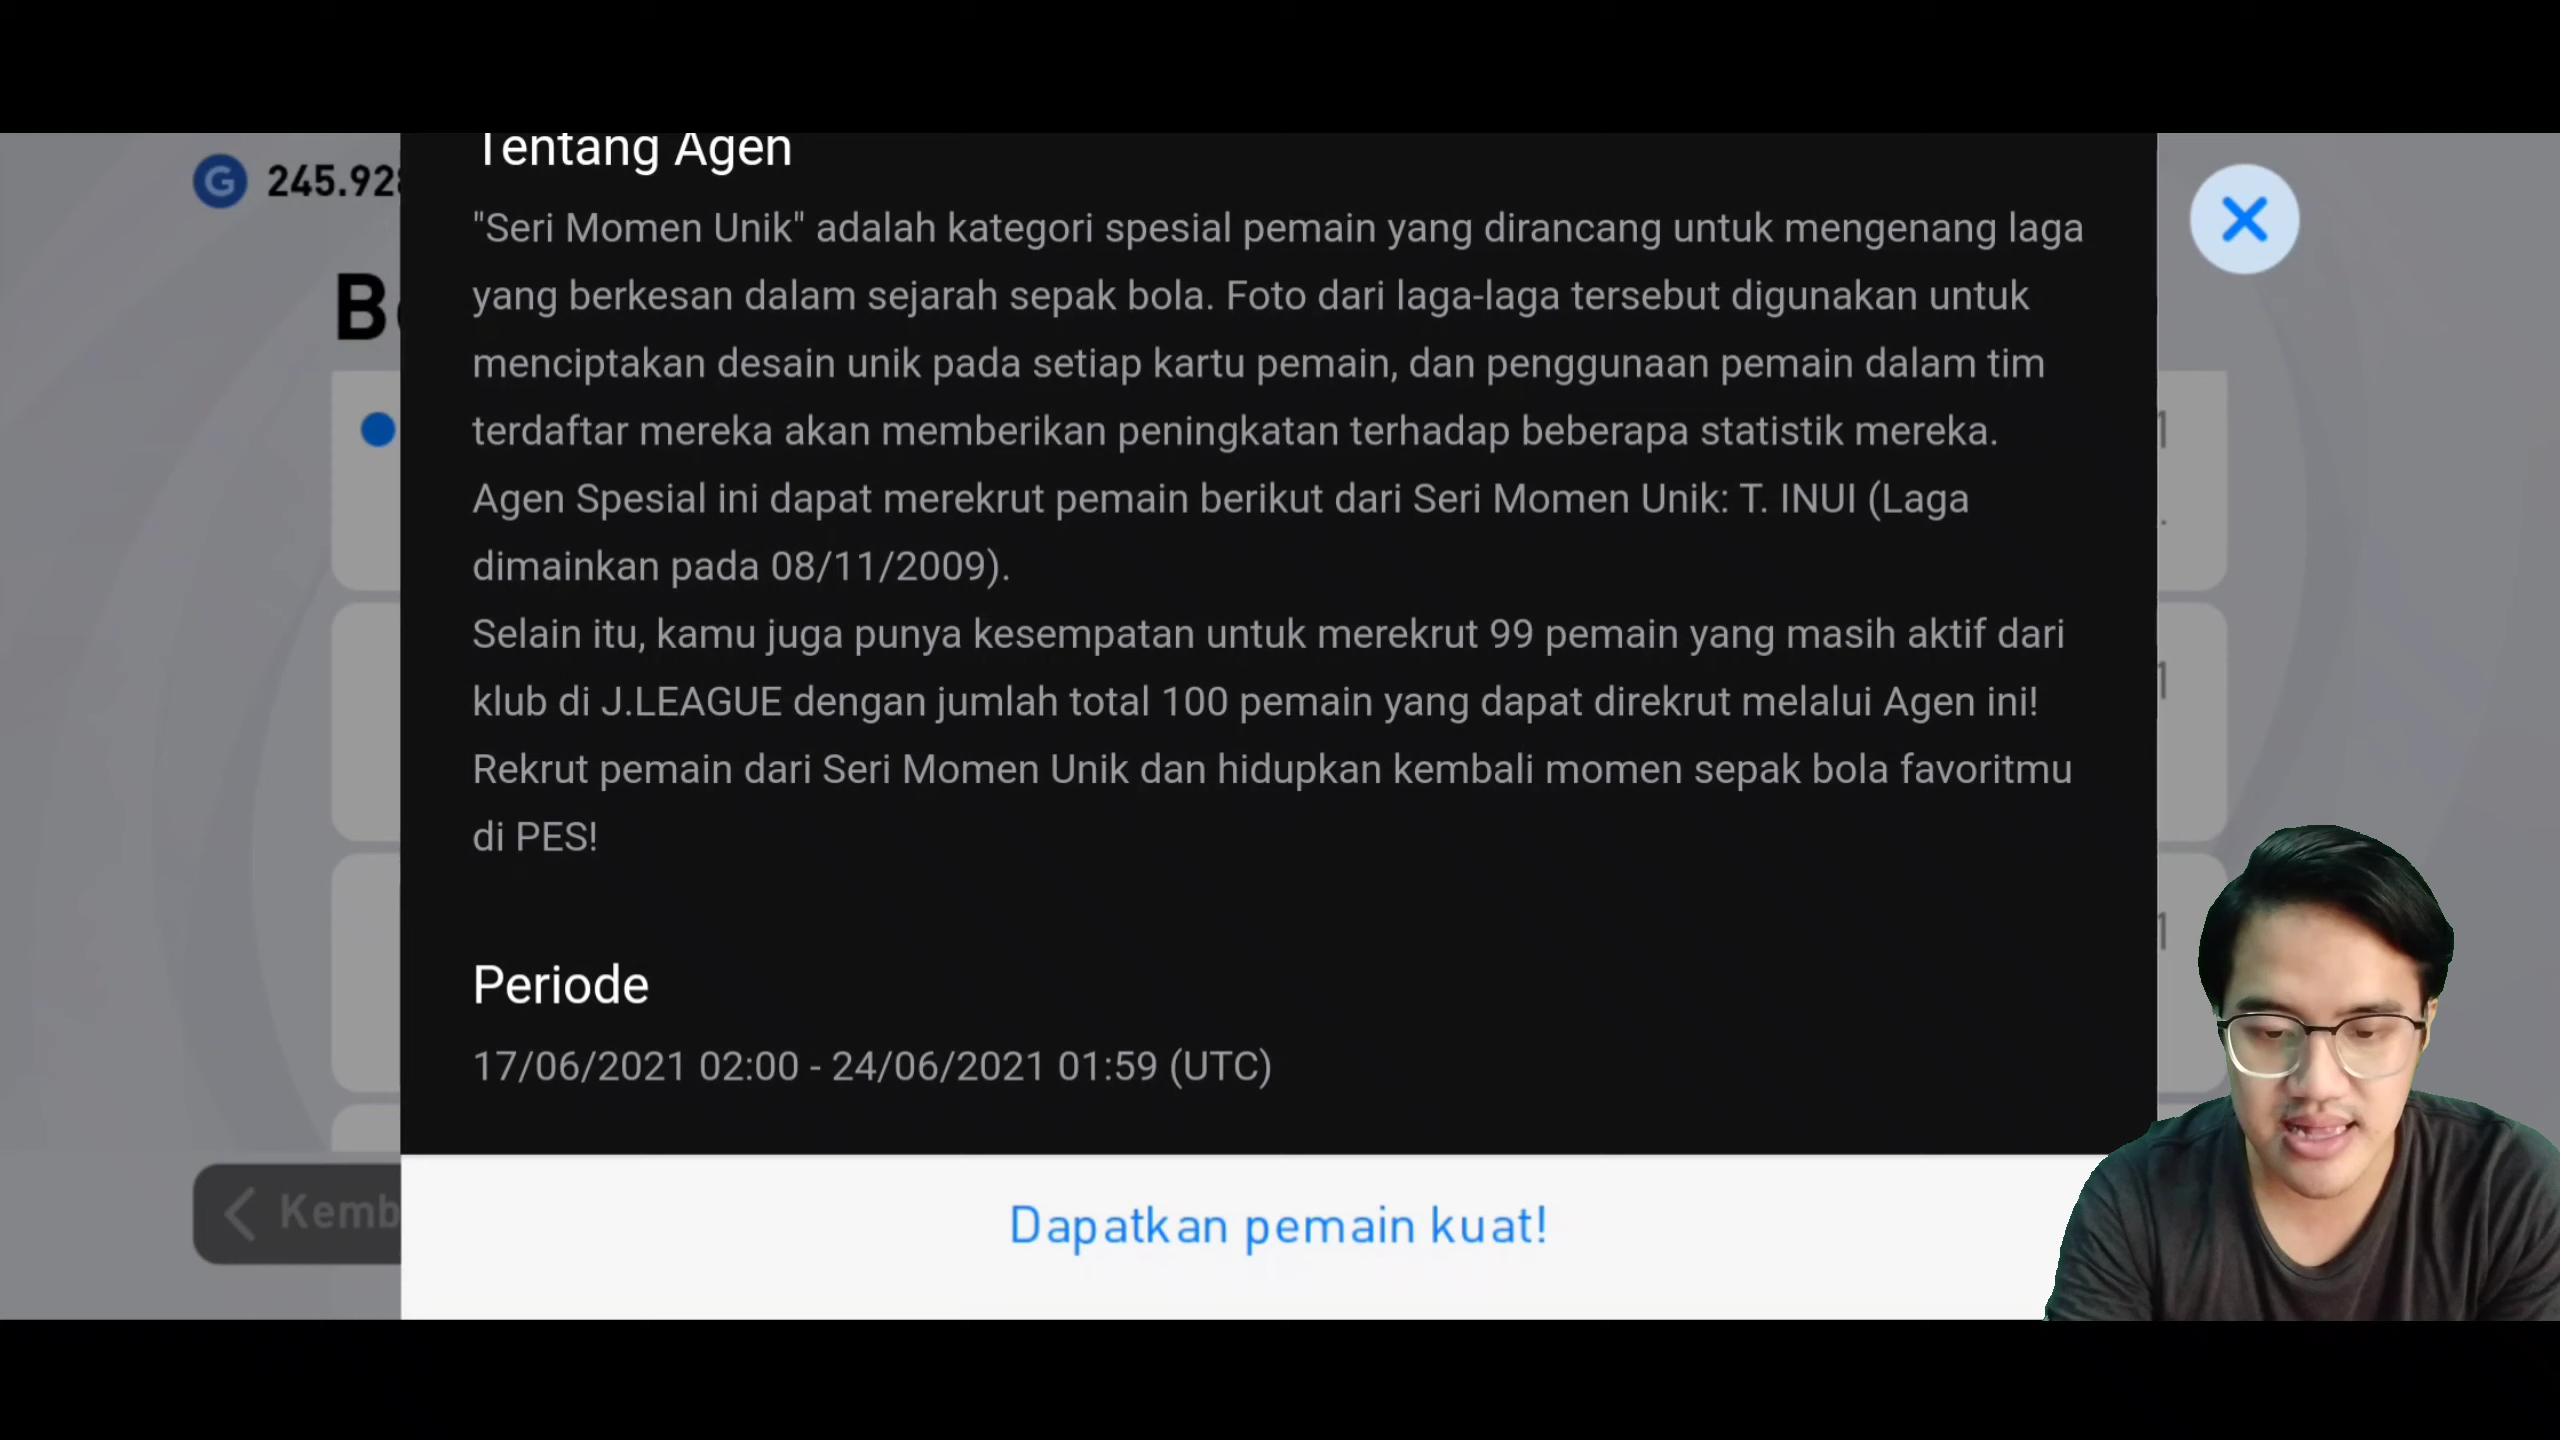 Tentang Agen
245.928
"Seri Momen Unik" adalah kategori spesial pemain yang dirancang untuk mengenang laga
yang berkesan dalam sejarah sepak bola. Foto dari laga-laga tersebut digunakan untuk
menciptakan desain unik pada setiap kartu pemain, dan penggunaan pemain dalam tim
terdaftar mereka akan memberikan peningkatan terhadap beberapa statistik mereka.
Agen Spesial ini dapat merekrut pemain berikut dari Seri Momen Unik: T. INUI (Laga
dimainkan pada 08/11/2009).
Selain itu, kamu juga punya kesempatan untuk merekrut 99 pemain yang masih aktif dari
klub di J.LEAGUE dengan jumlah total 100 pemain yang dapat direkrut melalui Agen ini!
Rekrut pemain dari Seri Momen Unik dan hidupkan kembali momen sepak bola favoritmu
di PES!
Periode
17/06/2021 02:00 - 24/06/2021 01:59 (UTC)
Kemb
Dapatkan pemain kuat!